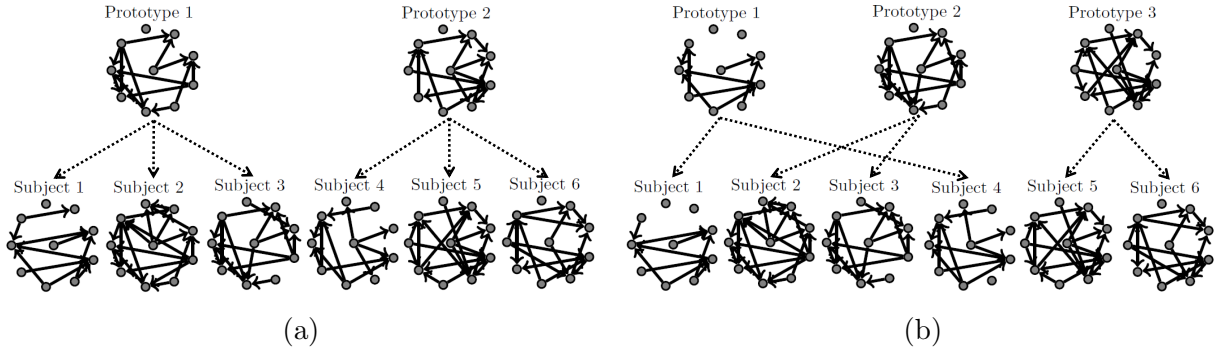 Prototype 1
Prototype 2
Prototype 1
Prototype 2
Prototype 3
Subject 1
Subject 2
Subject 3
Subject 4
Subject 5
Subject 6
Subject 1
Subject 2
Subject 3
Subject 4
Subject 5
Subject 6
(a)
(b)